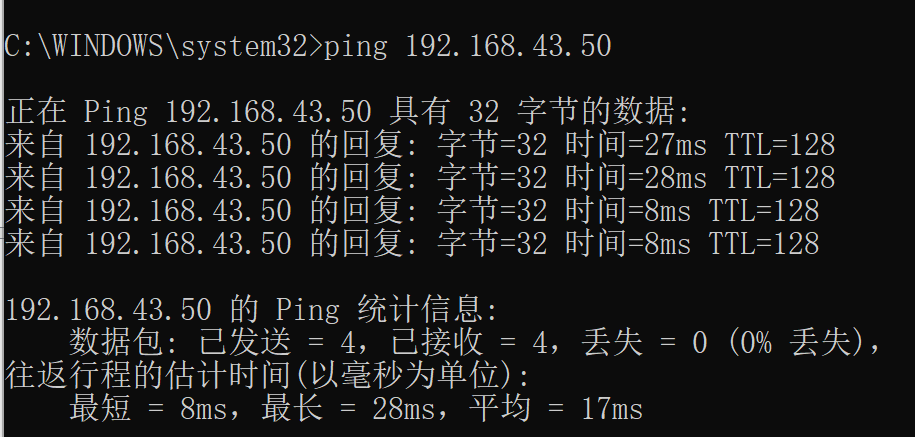 C:\WINDOWS\system32>ping 192.168.43.50
正在 Ping 192.168.43.50 具有 32 字节的数据:
来自 192.168.43.50 的回复: 字节=32 时间=27ms TTL=128
来自 192.168.43.50 的回复: 字节=32 时间=28ms TTL=128
来自 192.168.43.50 的回复: 字节=32 时间=8ms TTL=128
来自 192.168.43.50 的回复: 字节=32 时间=8ms TTL=128
192.168.43.50 的 Ping 统计信息:
数据包: 已发送 = 4，已接收 = 4，丢失 = 0 (0% 丢失)，
往返行程的估计时间(以毫秒为单位):
最短 = 8ms，最长 = 28ms，平均 = 17ms